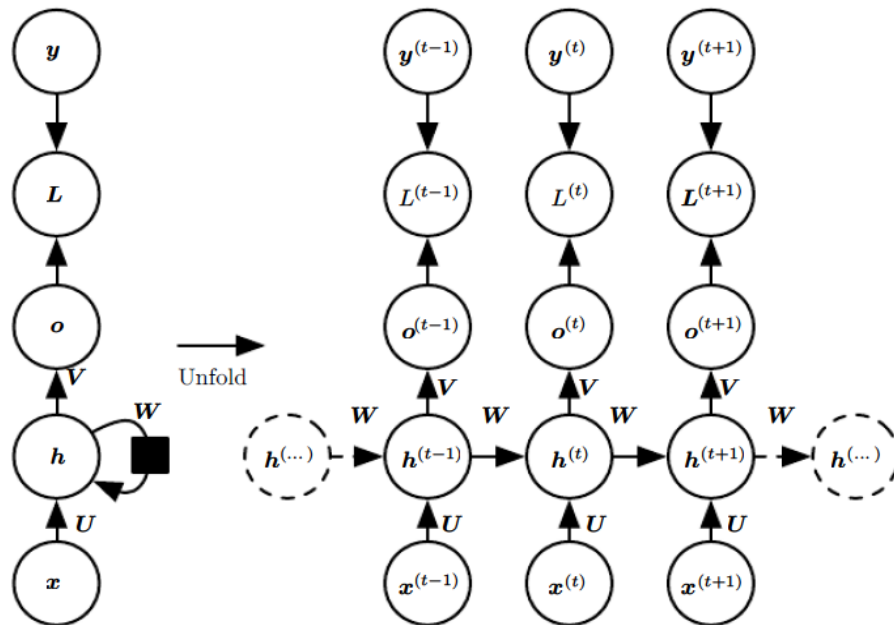 y y^(t−1) y^(t) y^(t+1)
L L^(t−1) L^(t) L^(t+1)
o o^(t−1) o^(t) o^(t+1)
Unfold
V V V V
W W W W W
h h^(...) h^(t−1) h^(t) h^(t+1) h^(...)
U U U U
x x^(t−1) x^(t) x^(t+1)